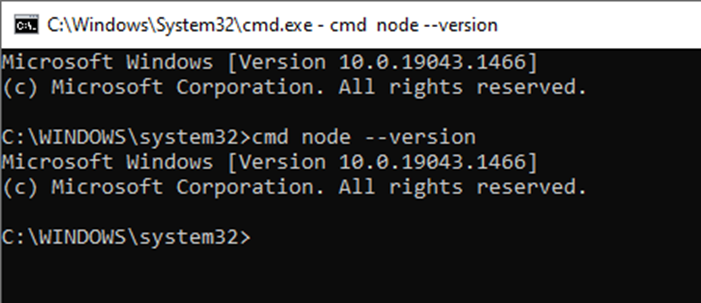 C:\Windows\System32\cmd.exe - cmd  node --version
Microsoft Windows [Version 10.0.19043.1466]
(c) Microsoft Corporation. All rights reserved.
C:\WINDOWS\system32>cmd node --version
Microsoft Windows [Version 10.0.19043.1466]
(c) Microsoft Corporation. All rights reserved.
C:\WINDOWS\system32>